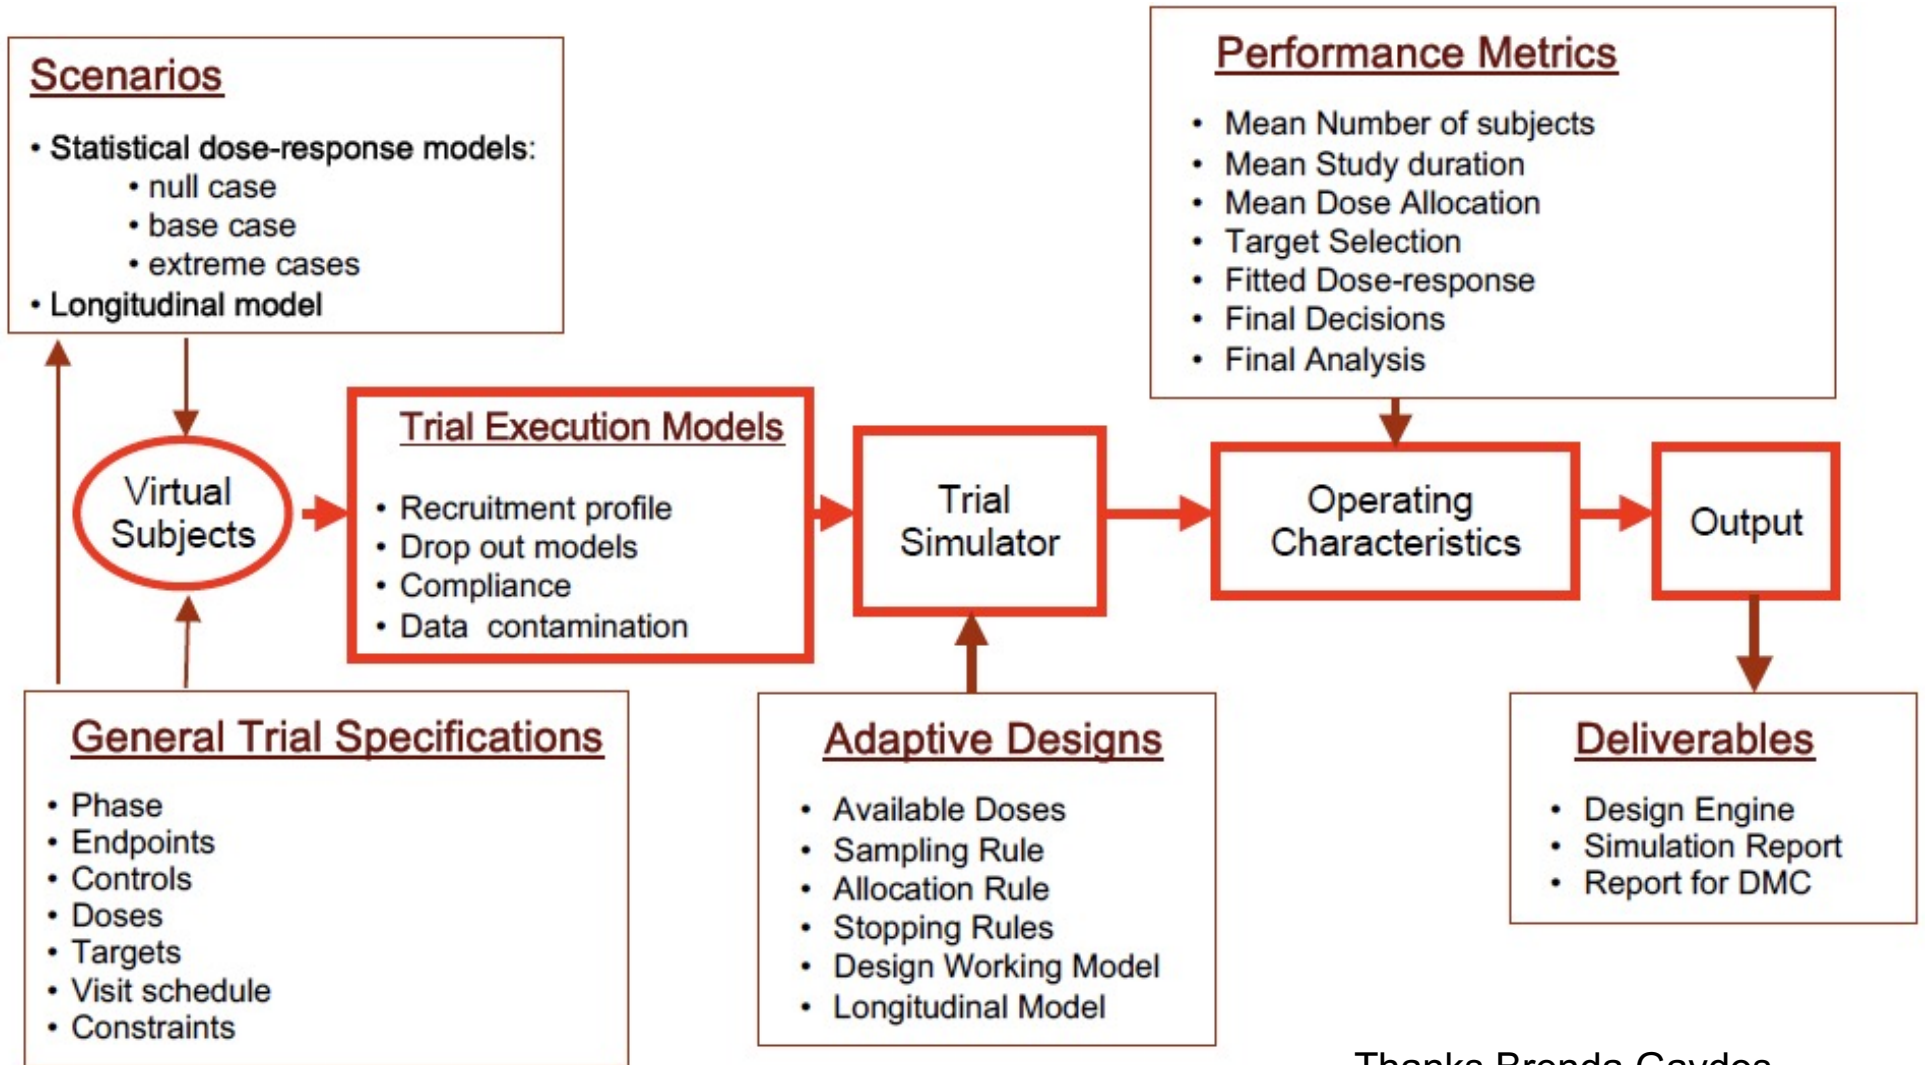 Scenarios
• Statistical dose-response models:
• null case
• base case
• extreme cases
• Longitudinal model
Performance Metrics
• Mean Number of subjects
• Mean Study duration
• Mean Dose Allocation
• Target Selection
• Fitted Dose-response
• Final Decisions
• Final Analysis
Virtual
Subjects
Trial Execution Models
• Recruitment profile
• Drop out models
• Compliance
• Data contamination
Trial
Simulator
Operating
Characteristics
Output
General Trial Specifications
• Phase
• Endpoints
• Controls
• Doses
• Targets
• Visit schedule
• Constraints
Adaptive Designs
• Available Doses
• Sampling Rule
• Allocation Rule
• Stopping Rules
• Design Working Model
• Longitudinal Model
Deliverables
• Design Engine
• Simulation Report
• Report for DMC
Thanks Brenda Gaydos